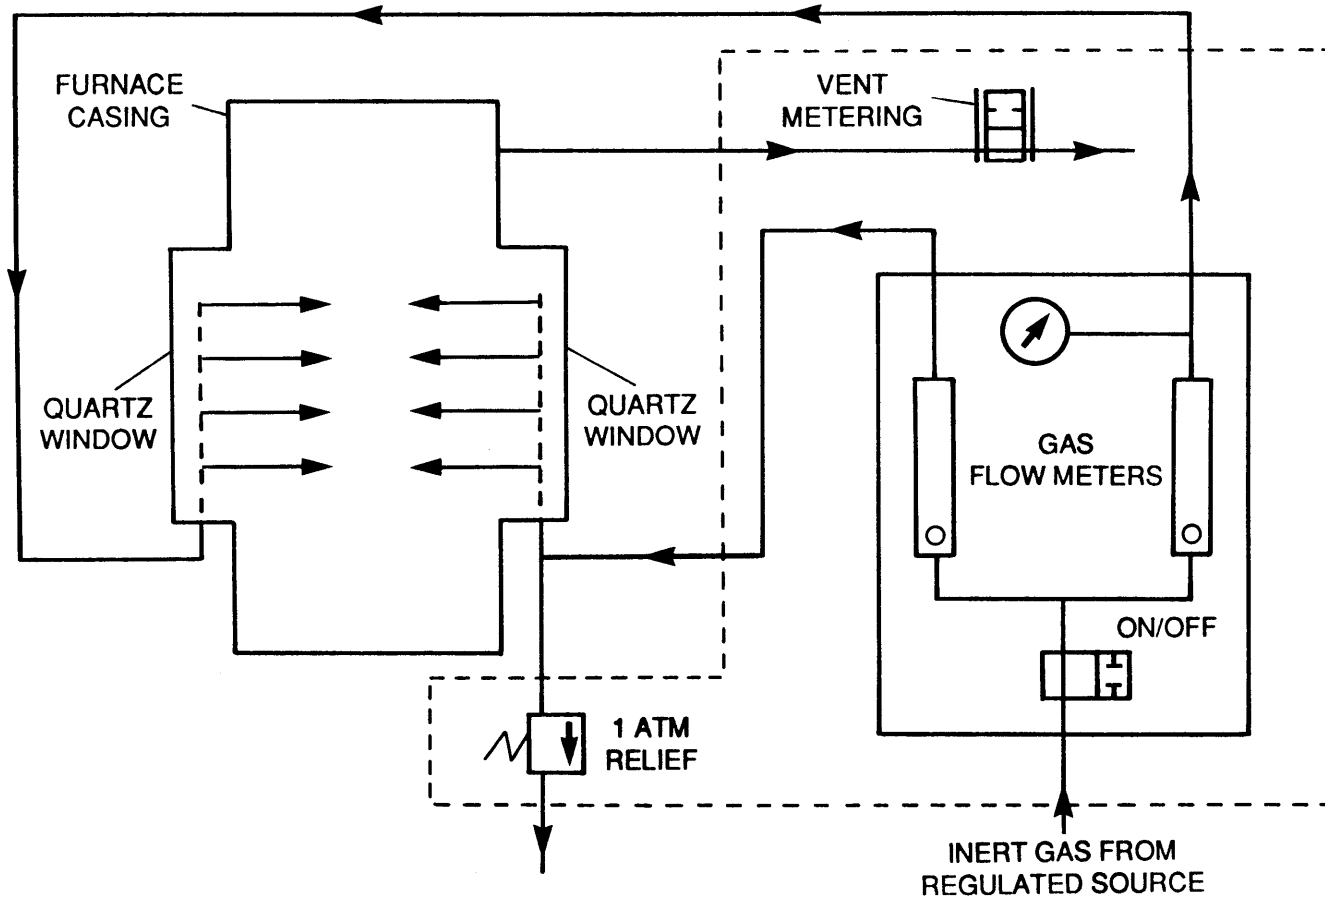 FURNACE
CASING
VENT
METERING
QUARTZ
WINDOW
QUARTZ
WINDOW
GAS
FLOW METERS
ON/OFF
1 ATM
RELIEF
INERT GAS FROM
REGULATED SOURCE